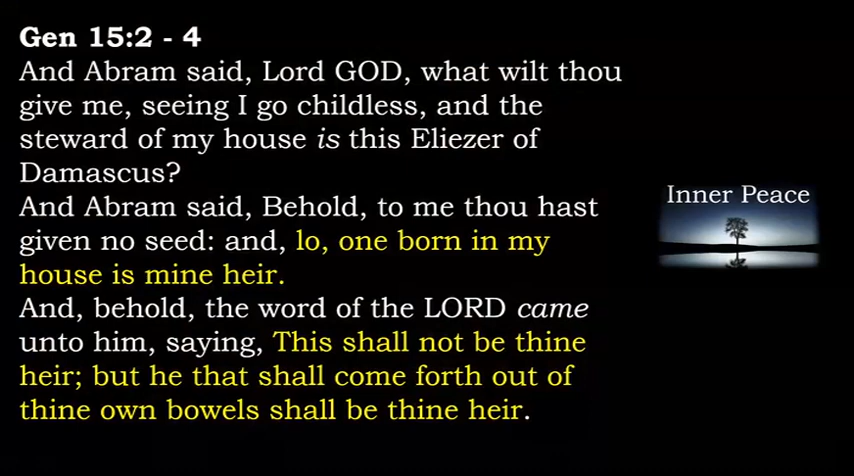 Gen 15:2 - 4
And Abram said, Lord GOD, what wilt thou
give me, seeing I go childless, and the
steward of my house is this Eliezer of
Damascus?
And Abram said, Behold, to me thou hast
given no seed: and, lo, one born in my
house is mine heir.
And, behold, the word of the LORD came
unto him, saying, This shall not be thine
heir; but he that shall come forth out of
thine own bowels shall be thine heir.
Inner Peace